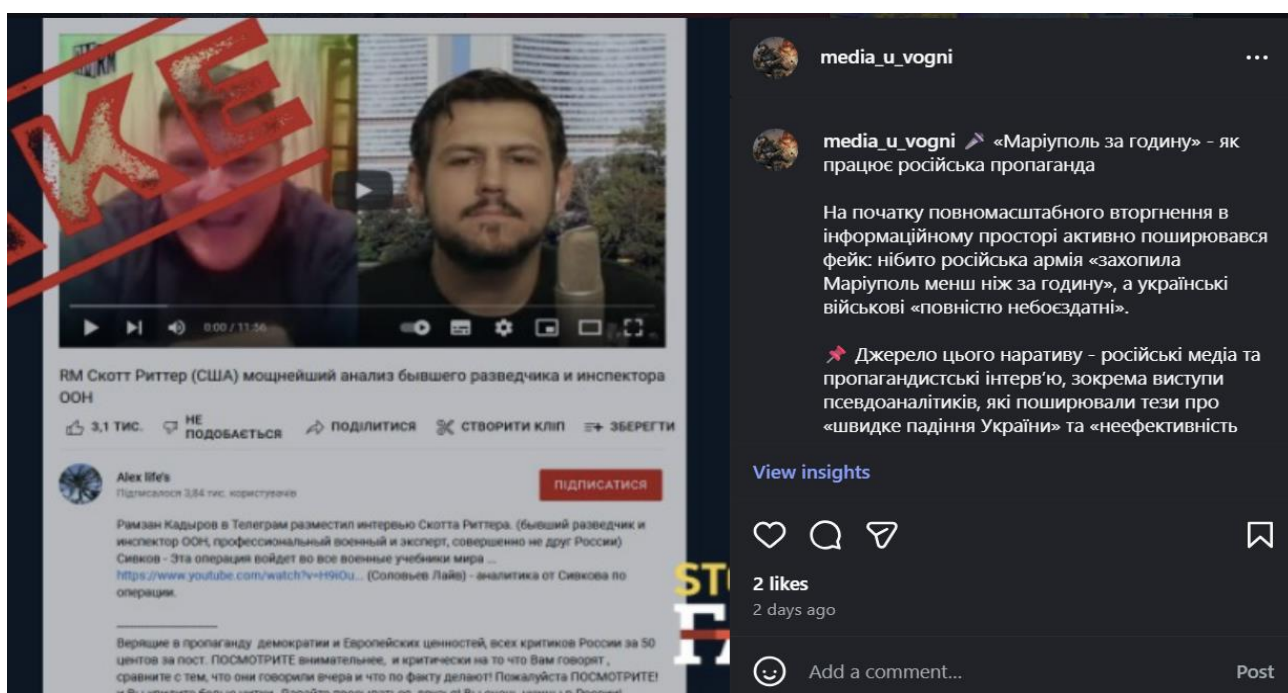 RM Скотт Риттер (США) мощнейший анализ бывшего разведчика и инспектора
ООН
3,1 ТИС.
НЕ
ПОДОБАЄТЬСЯ
ПОДІЛИТИСЯ
СТВОРИТИ КЛІП
ЗБЕРЕГТИ
0:00 / 11:56
Alex life's
Підписалося 3,84 тис. користувачів
ПІДПИСАТИСЯ
Рамзан Кадыров в Телеграм разместил интервью Скотта Риттера. (бывший разведчик и
инспектор ООН, профессиональный военный и эксперт, совершенно не друг России)
Сивков - Эта операция войдет во все военные учебники мира ...
https://www.youtube.com/watch?v=H9iOu... (Соловьев Лайв) - аналитика от Сивкова по
операции.
Верящие в пропаганду демократии и Европейских ценностей, всех критиков России за 50
центов за пост. ПОСМОТРИТЕ внимательнее, и критически на то что Вам говорят ,
сравните с тем, что они говорили вчера и что по факту делают! Пожалуйста ПОСМОТРИТЕ!
media_u_vogni
media_u_vogni 🎤 «Маріуполь за годину» - як
працює російська пропаганда
На початку повномасштабного вторгнення в
інформаційному просторі активно поширювався
фейк: нібито російська армія «захопила
Маріуполь менш ніж за годину», а українські
військові «повністю небоєздатні».
📌 Джерело цього наративу - російські медіа та
пропагандистські інтерв’ю, зокрема виступи
псевдоаналітиків, які поширювали тези про
«швидке падіння України» та «неефективність
View insights
2 likes
2 days ago
Add a comment...
Post